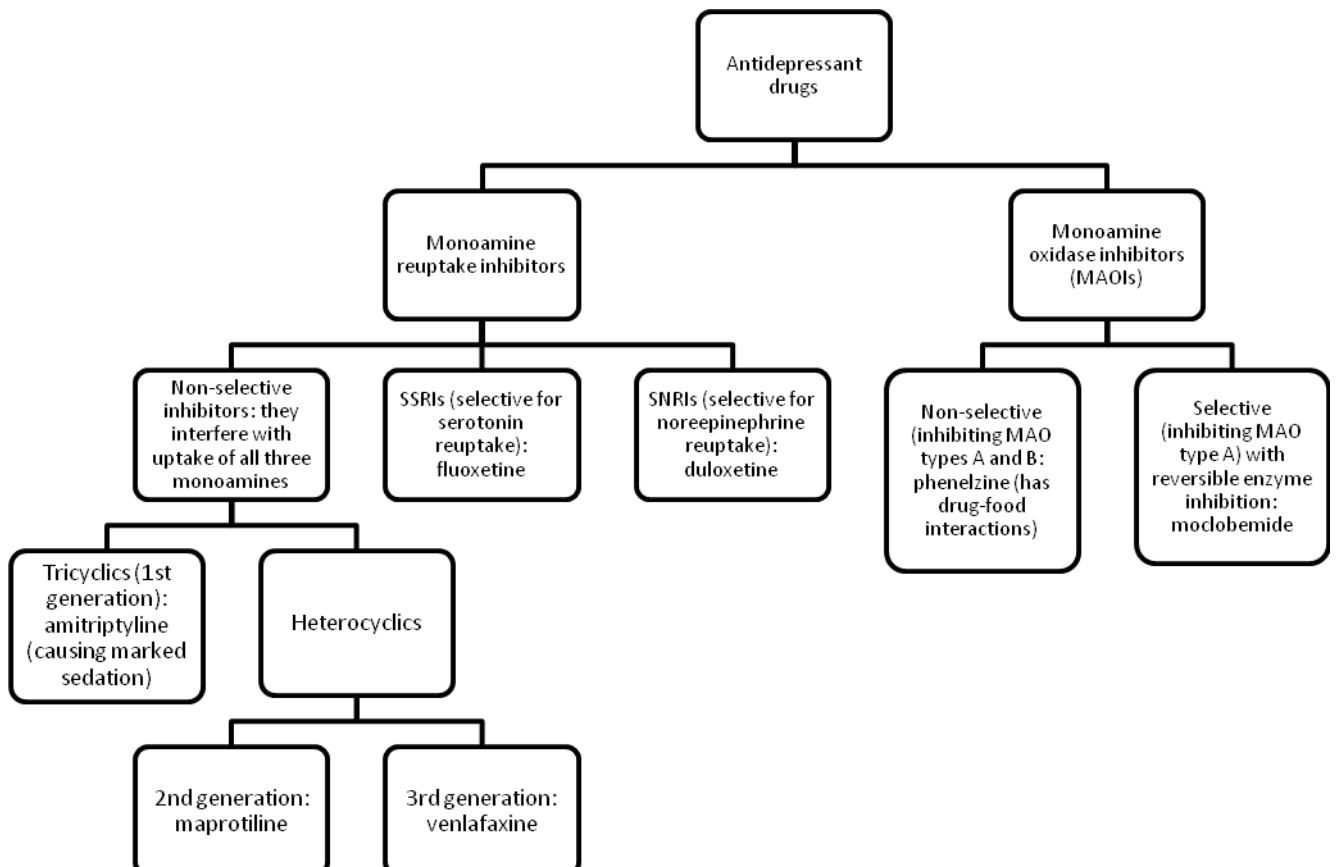 Antidepressant
drugs
Monoamine
reuptake inhibitors
Monoamine
oxidase inhibitors
(MAOIs)
Non-selective
inhibitors: they
interfere with
uptake of all three
monoamines
SSRIs (selective for
serotonin
reuptake):
fluoxetine
SNRIs (selective for
noreepinephrine
reuptake):
duloxetine
Non-selective
(inhibiting MAO
types A and B:
phenelzine (has
drug-food
interactions)
Selective
(inhibiting MAO
type A) with
reversible enzyme
inhibition:
moclobemide
Tricyclics (1st
generation):
amitriptyline
(causing marked
sedation)
Heterocyclics
2nd generation:
maprotiline
3rd generation:
venlafaxine